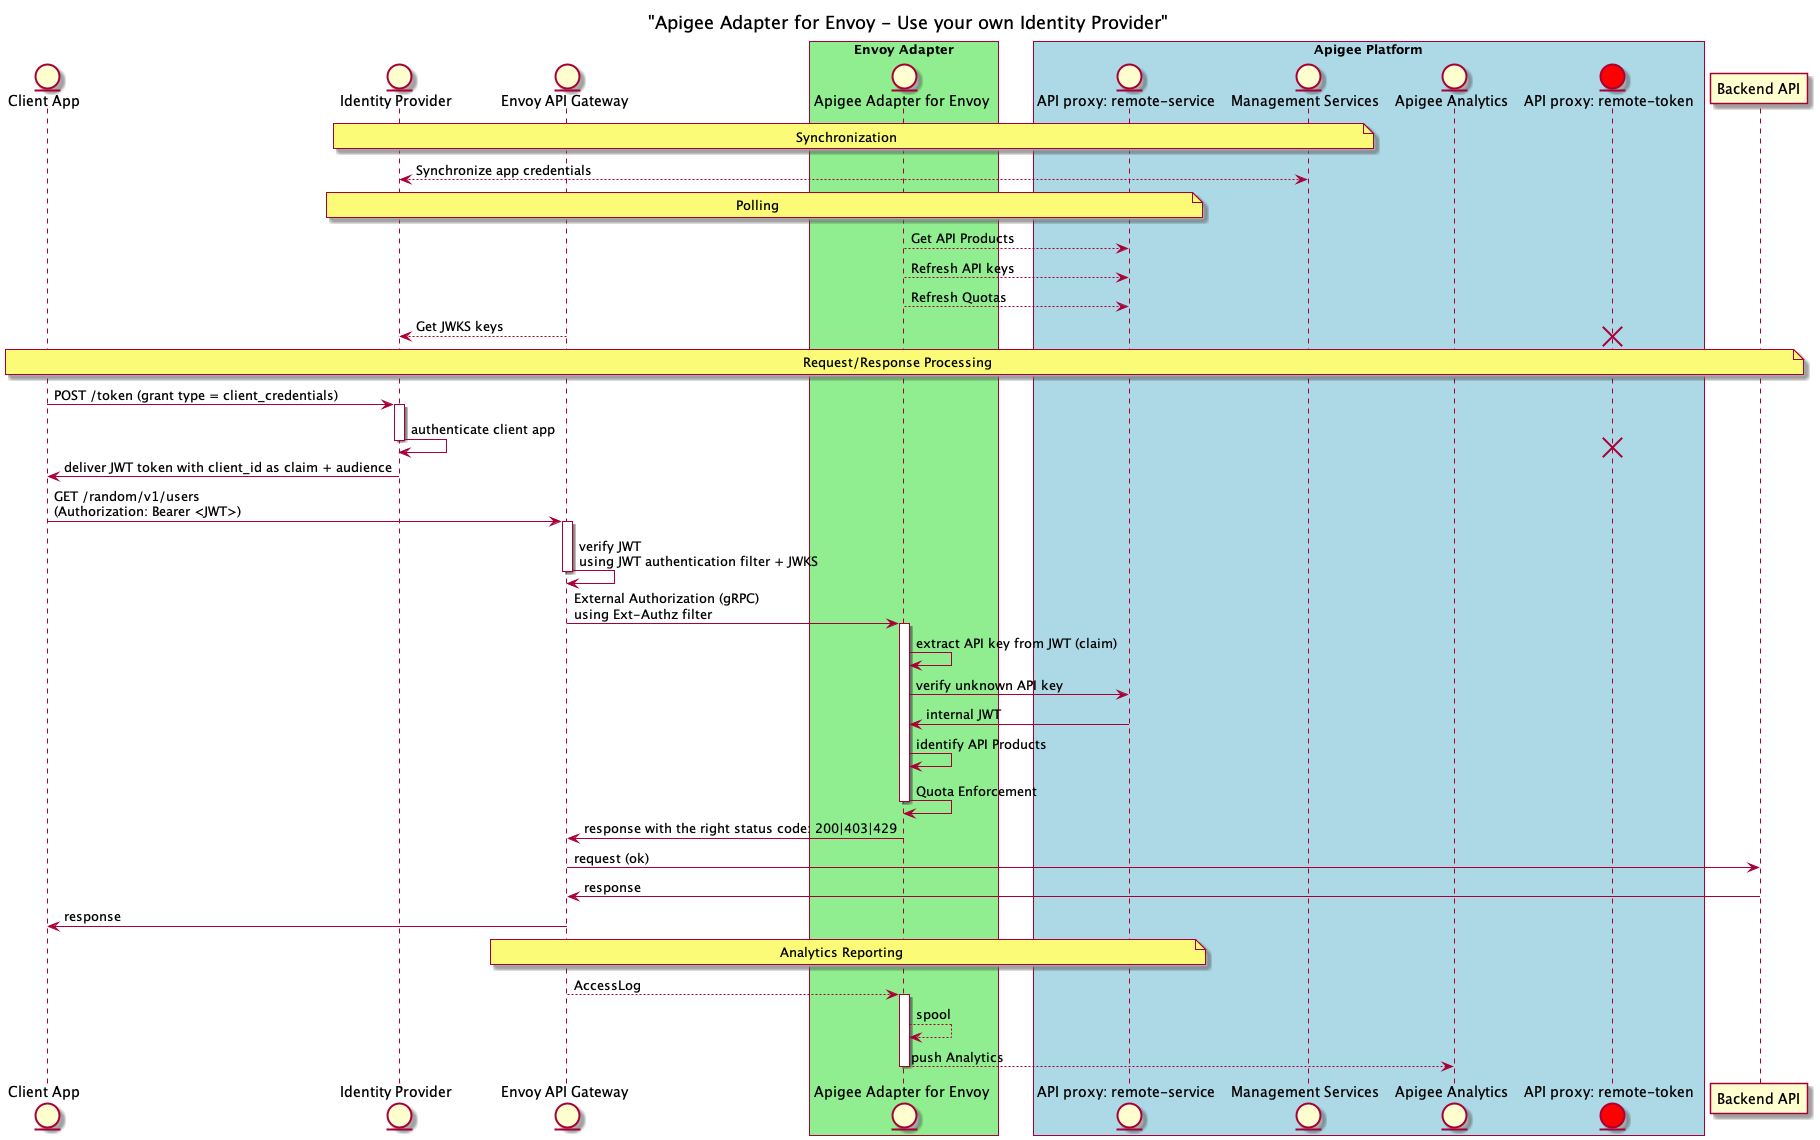 "Apigee Adapter for Envoy - Use your own Identity Provider"
Envoy Adapter
Apigee Platform
Client App
Identity Provider
Envoy API Gateway
Apigee Adapter for Envoy
API proxy: remote-service
Management Services
Apigee Analytics
API proxy: remote-token
Backend API
Synchronization
Synchronize app credentials
Polling
Get API Products
Refresh API keys
Refresh Quotas
Get JWKS keys
Request/Response Processing
POST /token (grant type = client_credentials)
authenticate client app
deliver JWT token with client_id as claim + audience
GET /random/v1/users
(Authorization: Bearer <JWT>)
verify JWT
using JWT authentication filter + JWKS
External Authorization (gRPC)
using Ext-Authz filter
extract API key from JWT (claim)
verify unknown API key
internal JWT
identify API Products
Quota Enforcement
response with the right status code: 200|403|429
request (ok)
response
response
Analytics Reporting
AccessLog
spool
push Analytics
Client App
Identity Provider
Envoy API Gateway
Apigee Adapter for Envoy
API proxy: remote-service
Management Services
Apigee Analytics
API proxy: remote-token
Backend API